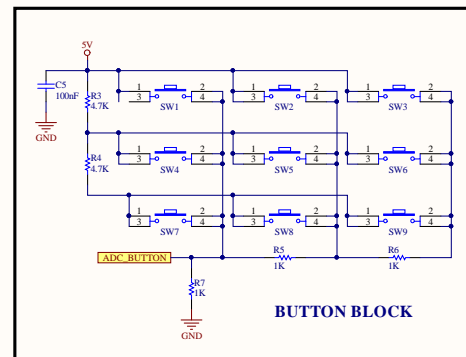 5V
C5
100nF
GND
R3
4.7K
1 2
3 4
SW1
1 2
3 4
SW2
1 2
3 4
SW3
R4
4.7K
1 2
3 4
SW4
1 2
3 4
SW5
1 2
3 4
SW6
1 2
3 4
SW7
1 2
3 4
SW8
1 2
3 4
SW9
ADC_BUTTON
R5
1K
R6
1K
R7
1K
GND
BUTTON BLOCK